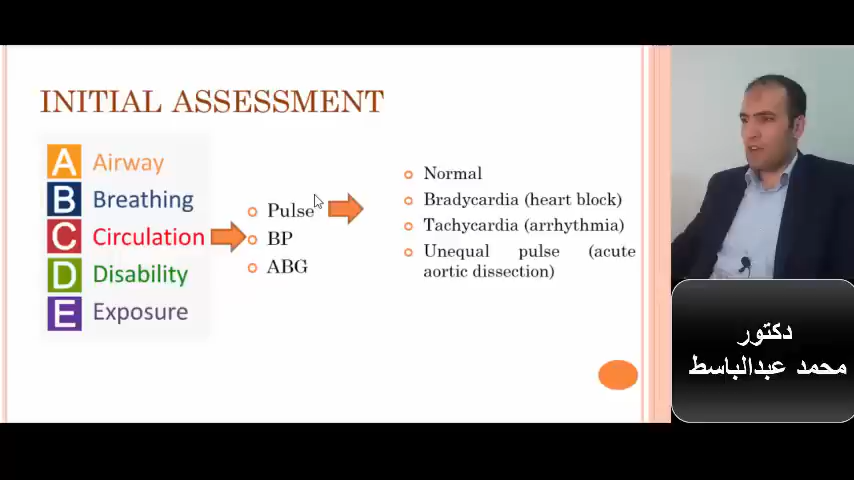 INITIAL ASSESSMENT
A Airway
B Breathing
C Circulation
D Disability
E Exposure
Pulse
BP
ABG
Normal
Bradycardia (heart block)
Tachycardia (arrhythmia)
Unequal pulse (acute
aortic dissection)
دكتور
محمد عبدالباسط